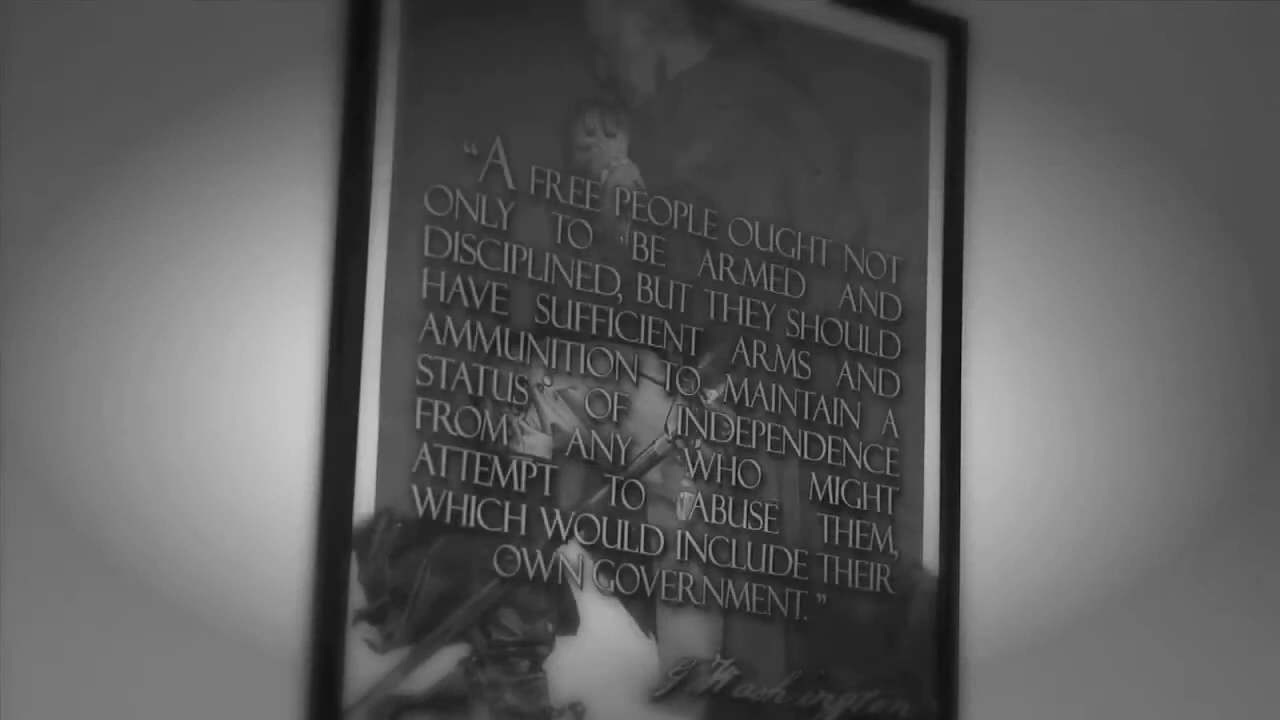 “A FREE PEOPLE OUGHT NOT
ONLY TO BE ARMED AND
DISCIPLINED, BUT THEY SHOULD
HAVE SUFFICIENT ARMS AND
AMMUNITION TO MAINTAIN A
STATUS OF INDEPENDENCE
FROM ANY WHO MIGHT
ATTEMPT TO ABUSE THEM,
WHICH WOULD INCLUDE THEIR
OWN GOVERNMENT.”
G Washington